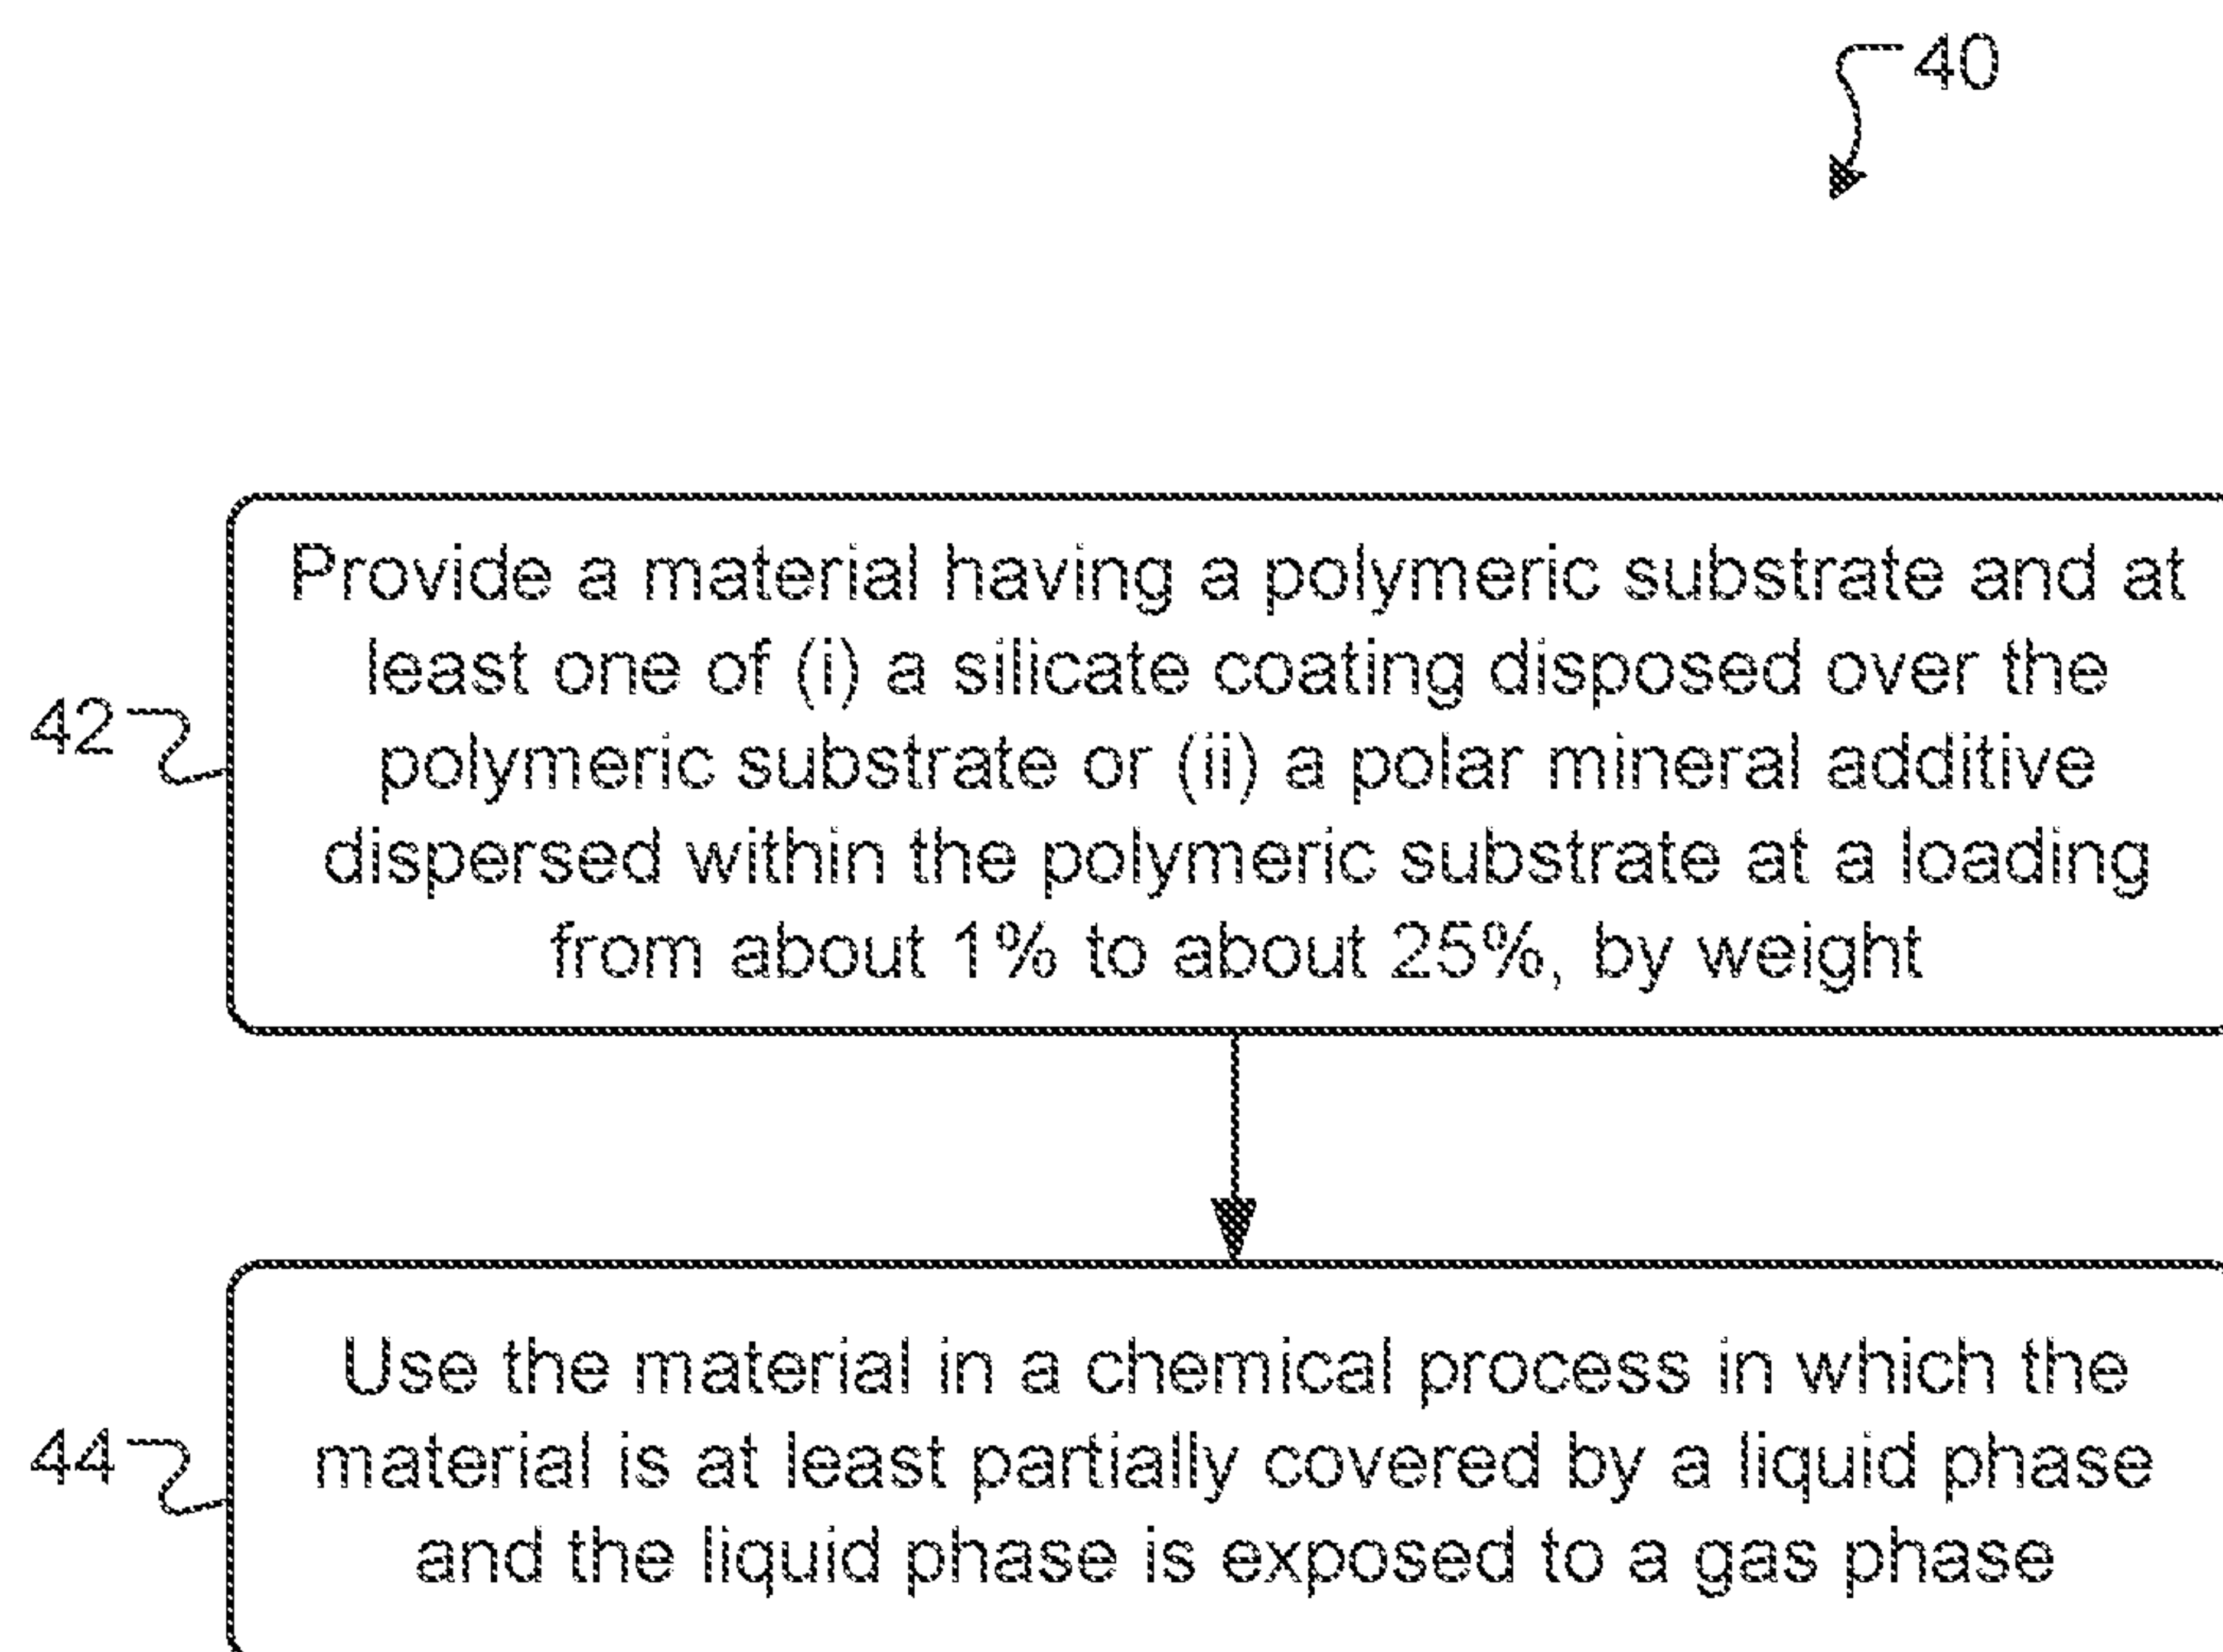 40
Provide a material having a polymeric substrate and at
least one of (i) a silicate coating disposed over the
42
polymeric substrate or (ii) a polar mineral additive
dispersed within the polymeric substrate at a loading
from about 1% to about 25%, by weight
Use the material in a chemical process in which the
44
material is at least partially covered by a liquid phase
and the liquid phase is exposed to a gas phase